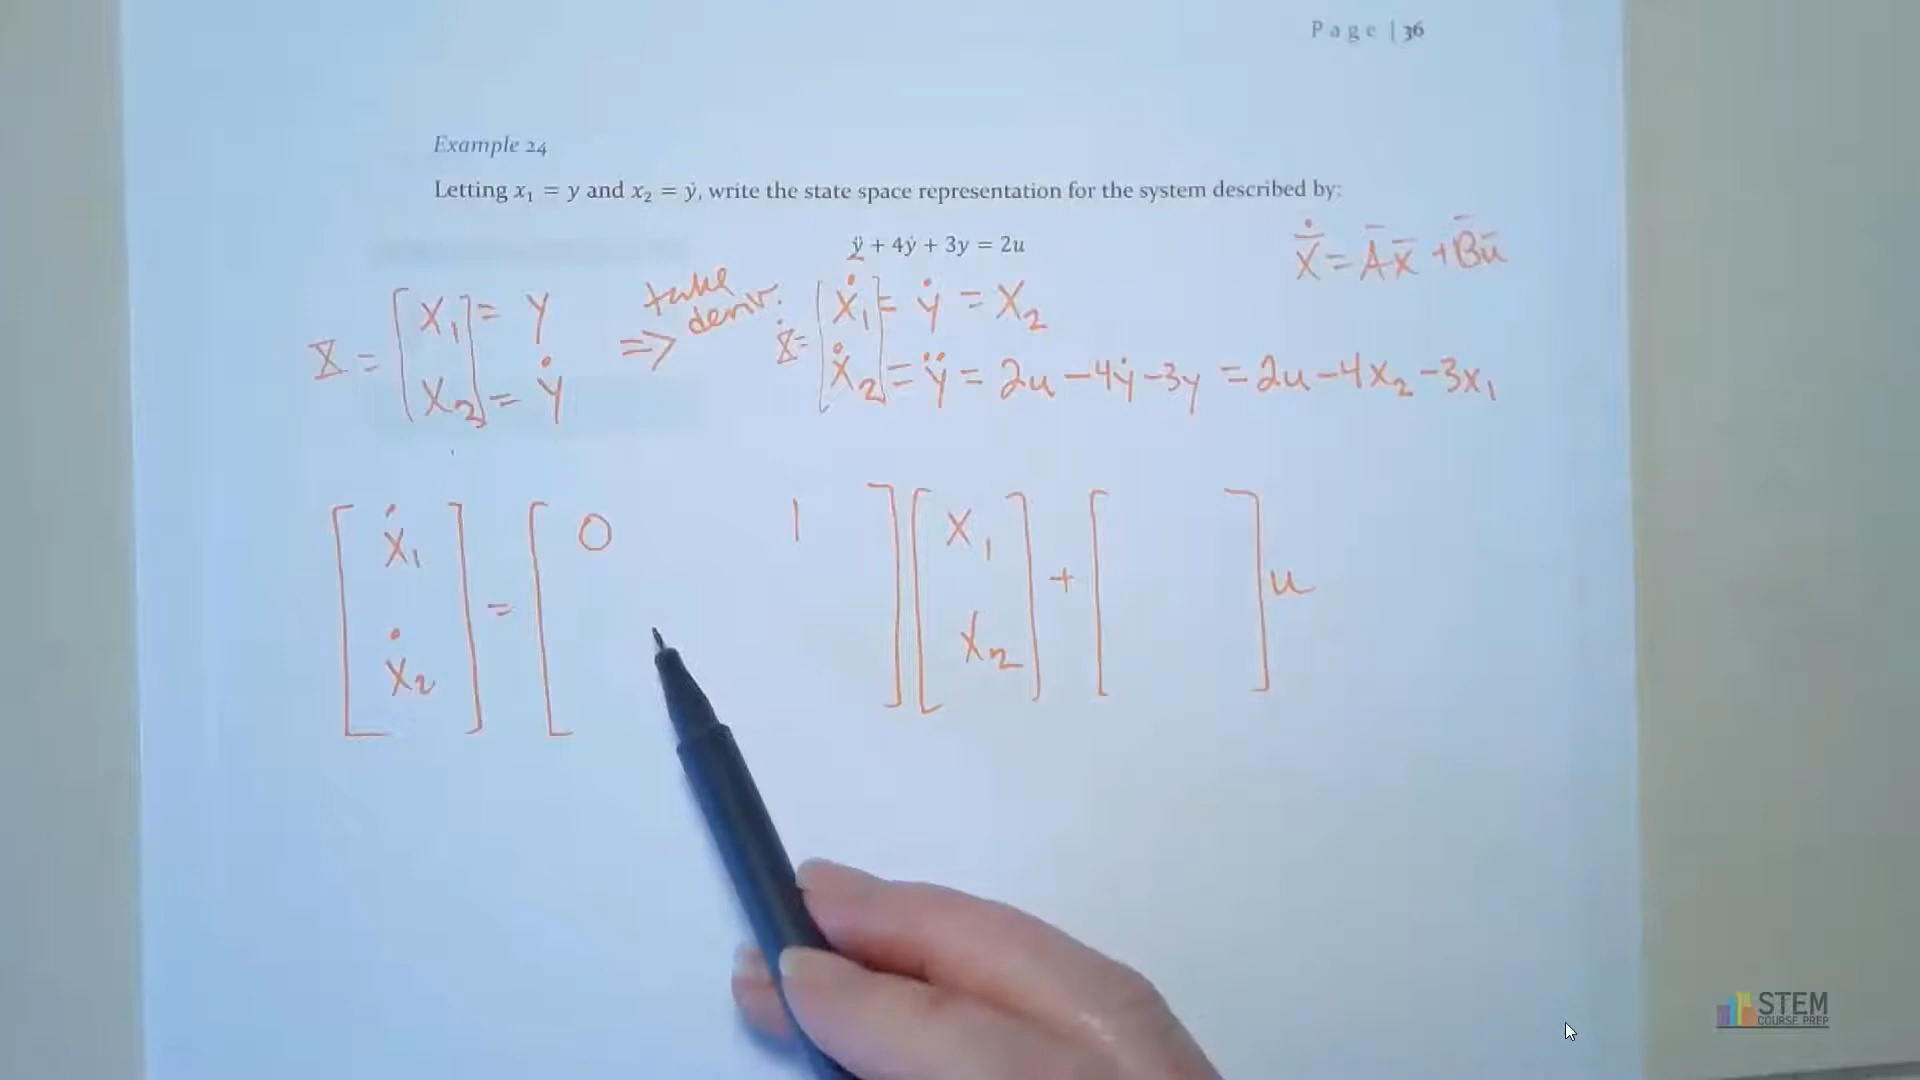 Page | 36
Example 24
Letting x₁ = y and x₂ = ẏ, write the state space representation for the system described by:
ÿ + 4ẏ + 3y = 2u
Ẋ = AX + Bu
X = [X₁] = Y
[X₂] = Ẏ
⇒ take deriv.
Ẋ = [Ẋ₁] = ẏ = X₂
[Ẋ₂] = ÿ = 2u - 4ẏ - 3y = 2u - 4X₂ - 3x₁
[Ẋ₁] = [0 1] [X₁] + [ ] u
[Ẋ₂] [X₂]
STEM
COURSE PREP